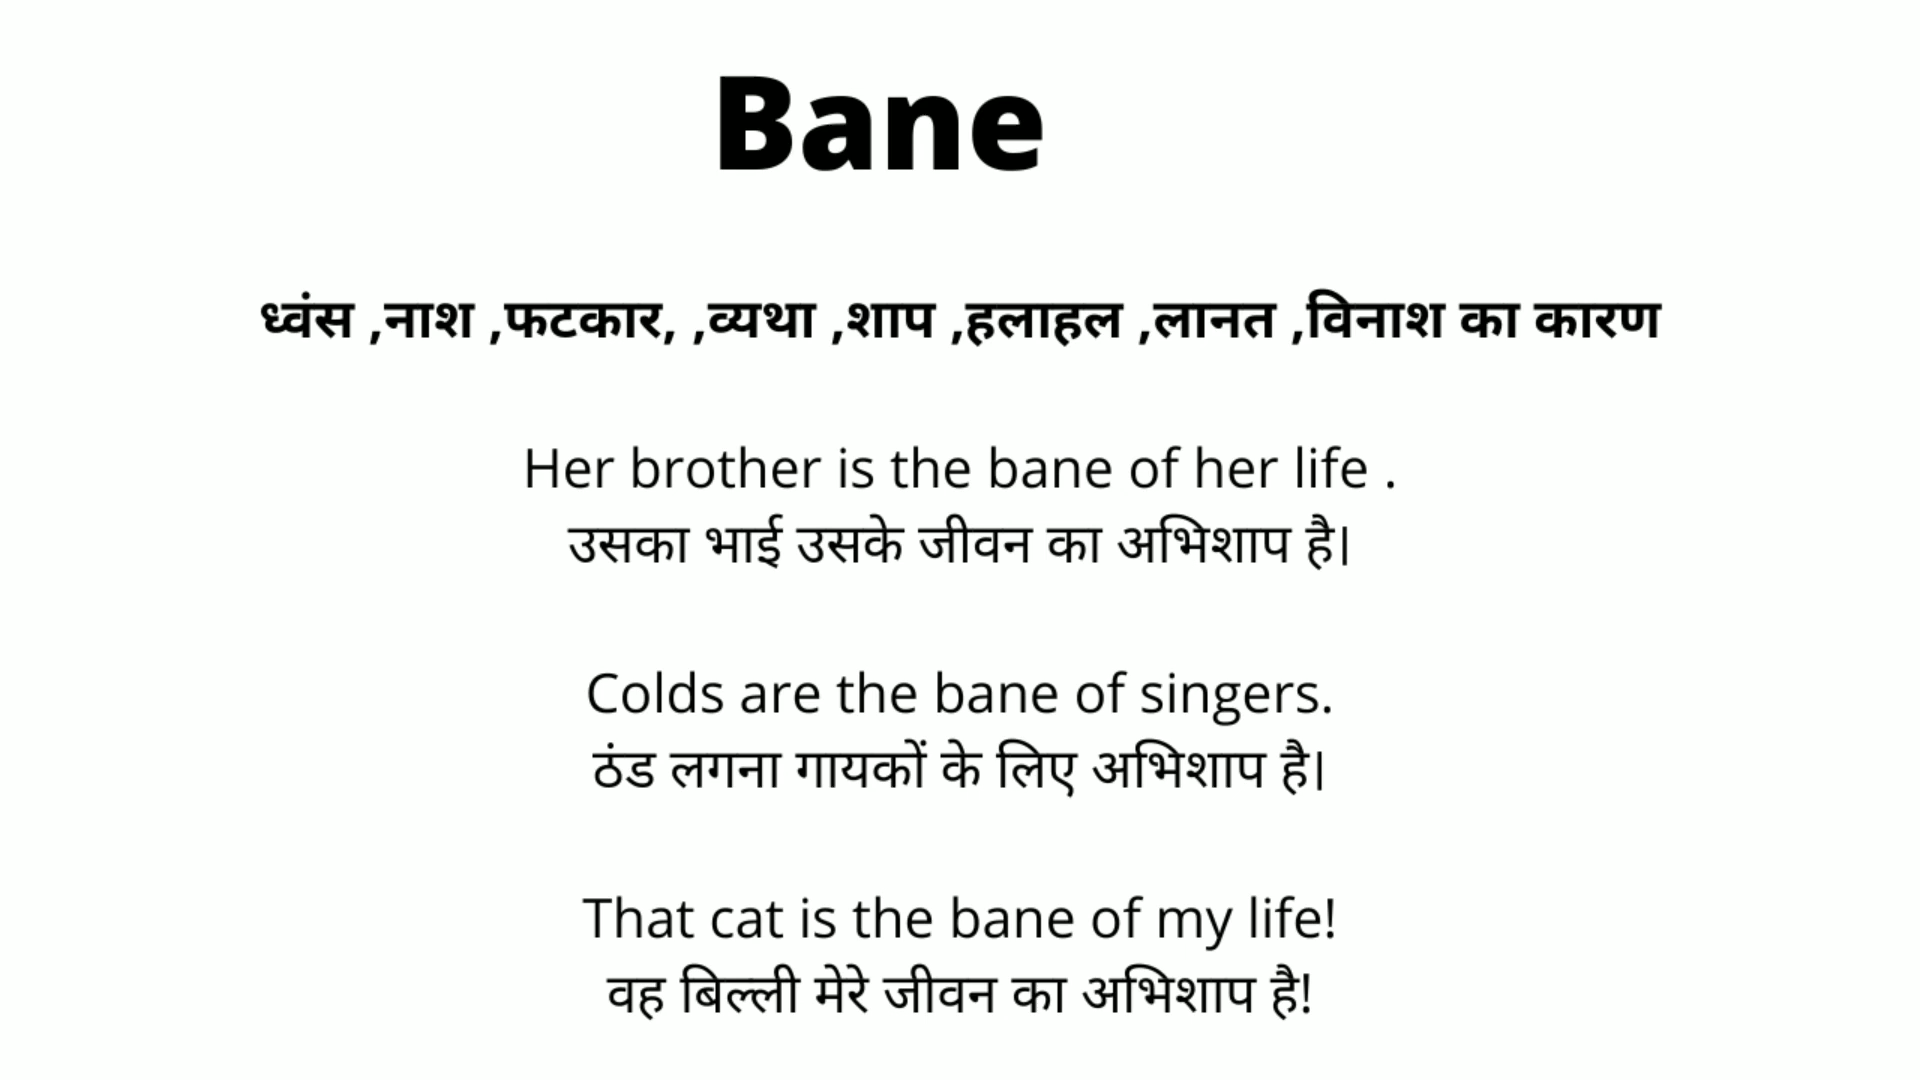 Bane
ध्वंस ,नाश ,फटकार, ,व्यथा ,शाप ,हलाहल ,लानत ,विनाश का कारण
Her brother is the bane of her life .
उसका भाई उसके जीवन का अभिशाप है।
Colds are the bane of singers.
ठंड लगना गायकों के लिए अभिशाप है।
That cat is the bane of my life!
वह बिल्ली मेरे जीवन का अभिशाप है!